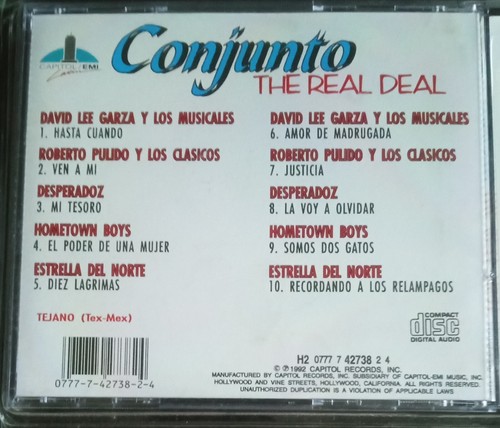 CAPITOL/EMI
Latin
Conjunto
THE REAL DEAL
DAVID LEE GARZA Y LOS MUSICALES
1. HASTA CUANDO
ROBERTO PULIDO Y LOS CLASICOS
2. VEN A MI
DESPERADOZ
3. MI TESORO
HOMETOWN BOYS
4. EL PODER DE UNA MUJER
ESTRELLA DEL NORTE
5. DIEZ LAGRIMAS
DAVID LEE GARZA Y LOS MUSICALES
6. AMOR DE MADRUGADA
ROBERTO PULIDO Y LOS CLASICOS
7. JUSTICIA
DESPERADOZ
8. LA VOY A OLVIDAR
HOMETOWN BOYS
9. SOMOS DOS GATOS
ESTRELLA DEL NORTE
10. RECORDANDO A LOS RELAMPAGOS
TEJANO (Tex-Mex)
0777-7-42738-2-4
COMPACT
disc
DIGITAL AUDIO
H2 0777 7 42738 2 4
©℗1992 CAPITOL RECORDS, INC.
MANUFACTURED BY CAPITOL RECORDS, INC. SUBSIDIARY OF CAPITOL-EMI MUSIC, INC.
HOLLYWOOD AND VINE STREETS, HOLLYWOOD, CALIFORNIA. ALL RIGHTS RESERVED.
UNAUTHORIZED DUPLICATION IS A VIOLATION OF APPLICABLE LAWS